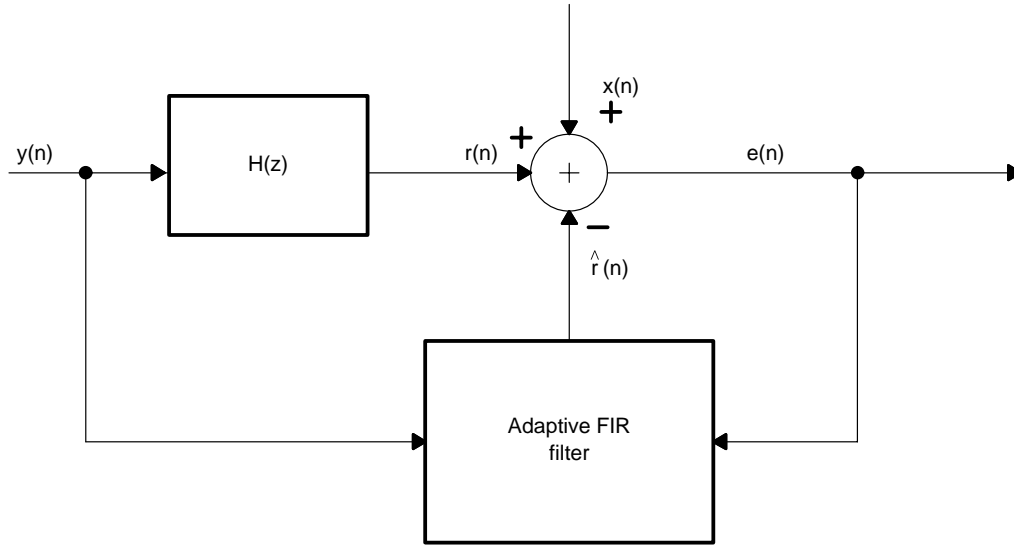 x(n)
+
+
y(n)
H(z)
r(n)
+
e(n)
−
r̂ (n)
Adaptive FIR
filter